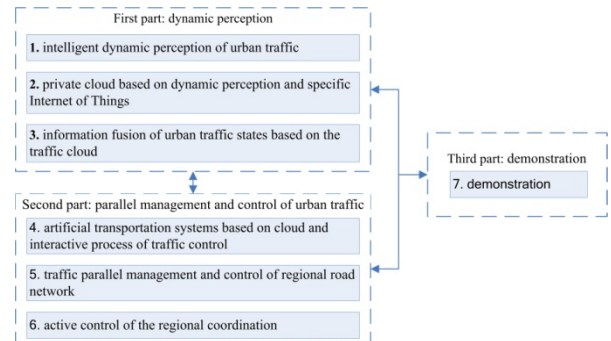 First part: dynamic perception
1. intelligent dynamic perception of urban traffic
2. private cloud based on dynamic perception and specific
Internet of Things
3. information fusion of urban traffic states based on the
traffic cloud
Second part: parallel management and control of urban traffic
4. artificial transportation systems based on cloud and
interactive process of traffic control
5. traffic parallel management and control of regional road
network
6. active control of the regional coordination
Third part: demonstration
7. demonstration